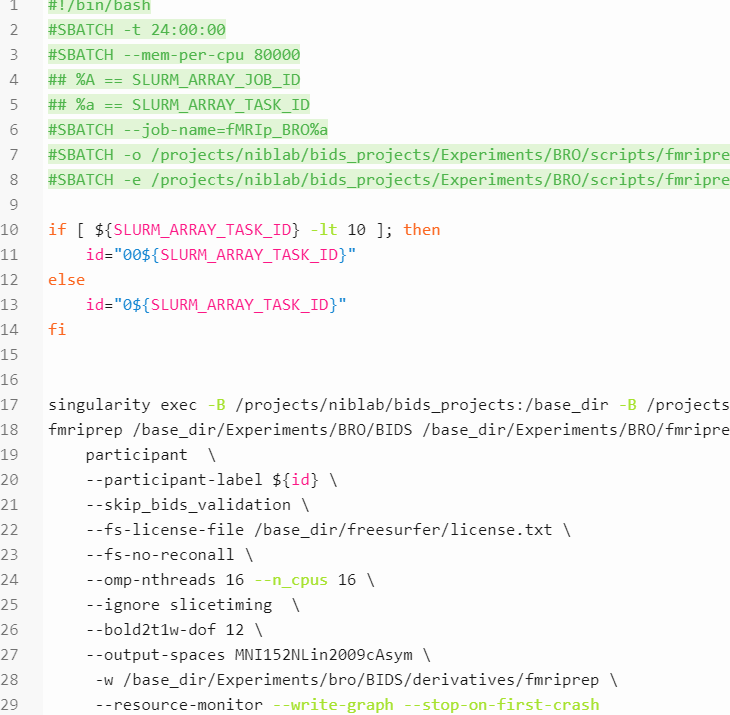 1 #!/bin/bash
2 #SBATCH -t 24:00:00
3 #SBATCH --mem-per-cpu 80000
4 ## %A == SLURM_ARRAY_JOB_ID
5 ## %a == SLURM_ARRAY_TASK_ID
6 #SBATCH --job-name=fMRIp_BRO%a
7 #SBATCH -o /projects/niblab/bids_projects/Experiments/BRO/scripts/fmripre
8 #SBATCH -e /projects/niblab/bids_projects/Experiments/BRO/scripts/fmripre
9
10 if [ ${SLURM_ARRAY_TASK_ID} -lt 10 ]; then
11     id="00${SLURM_ARRAY_TASK_ID}"
12 else
13     id="0${SLURM_ARRAY_TASK_ID}"
14 fi
15
16
17 singularity exec -B /projects/niblab/bids_projects:/base_dir -B /projects
18 fmriprep /base_dir/Experiments/BRO/BIDS /base_dir/Experiments/BRO/fmripre
19     participant  \
20     --participant-label ${id} \
21     --skip_bids_validation \
22     --fs-license-file /base_dir/freesurfer/license.txt \
23     --fs-no-reconall \
24     --omp-nthreads 16 --n_cpus 16 \
25     --ignore slicetiming  \
26     --bold2t1w-dof 12 \
27     --output-spaces MNI152NLin2009cAsym \
28      -w /base_dir/Experiments/bro/BIDS/derivatives/fmriprep \
29     --resource-monitor --write-graph --stop-on-first-crash